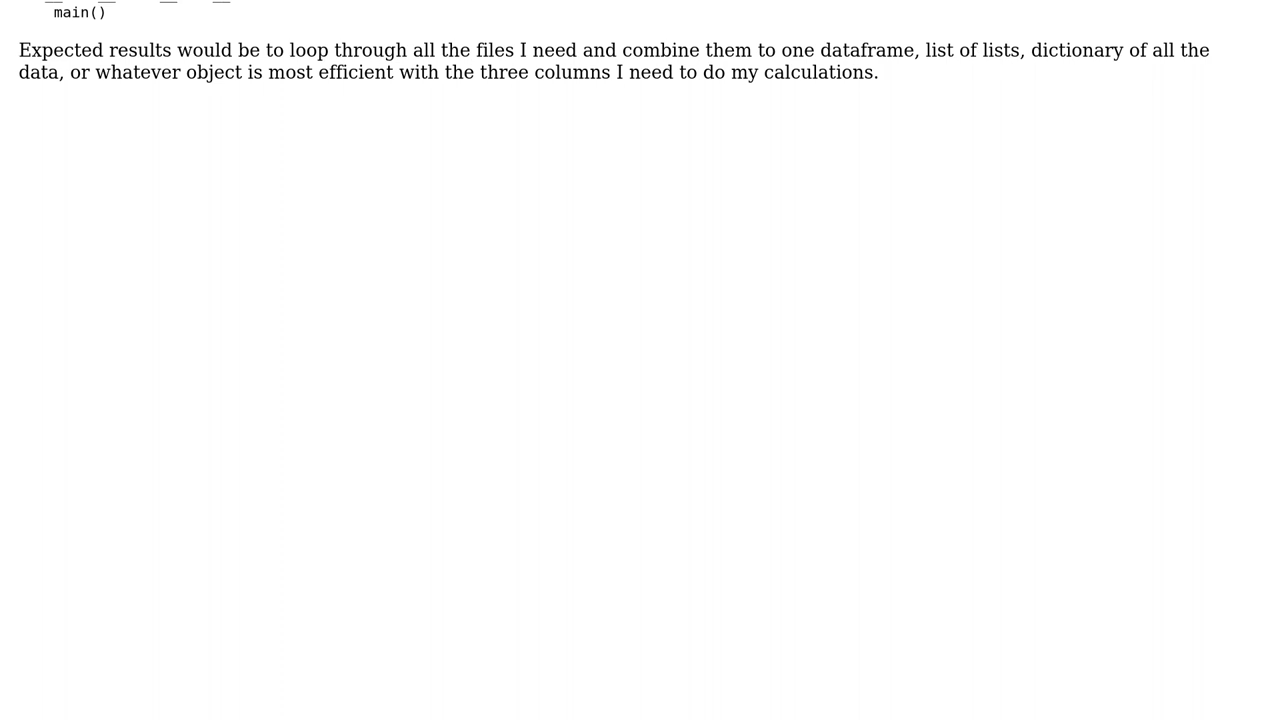 main()
Expected results would be to loop through all the files I need and combine them to one dataframe, list of lists, dictionary of all the
data, or whatever object is most efficient with the three columns I need to do my calculations.